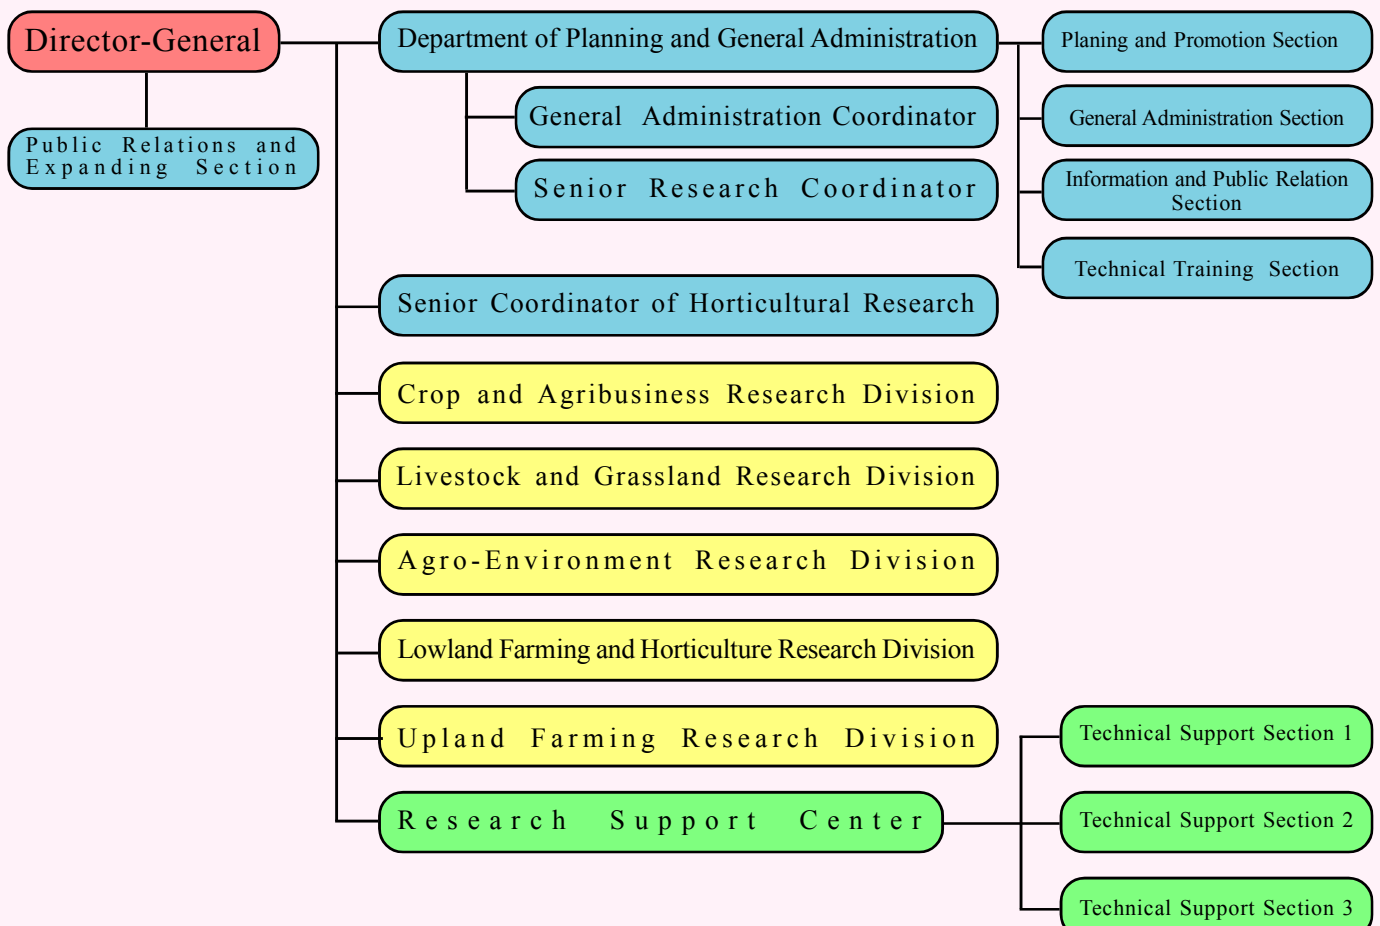 Director-General
Public Relations and
Expanding Section
Department of Planning and General Administration
General Administration Coordinator
Senior Research Coordinator
Planing and Promotion Section
General Administration Section
Information and Public Relation
Section
Technical Training Section
Senior Coordinator of Horticultural Research
Crop and Agribusiness Research Division
Livestock and Grassland Research Division
Agro-Environment Research Division
Lowland Farming and Horticulture Research Division
Upland Farming Research Division
Research Support Center
Technical Support Section 1
Technical Support Section 2
Technical Support Section 3